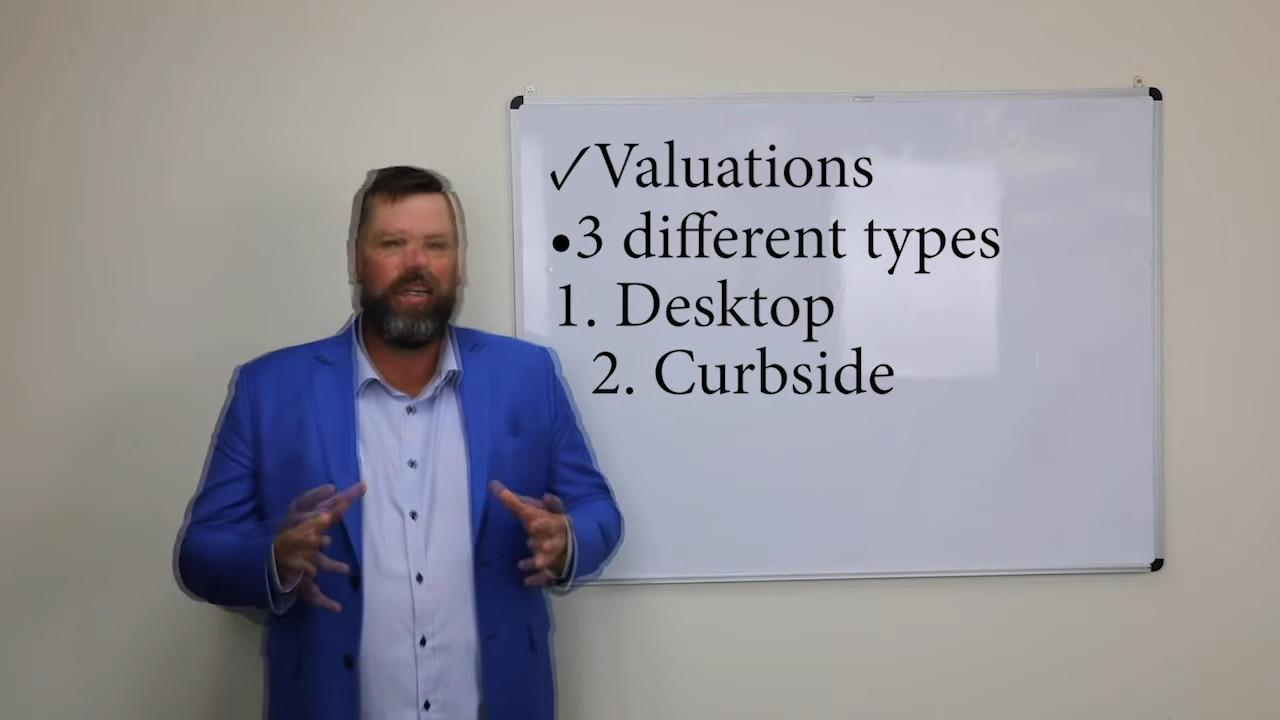 ✓Valuations
•3 different types
1. Desktop
2. Curbside